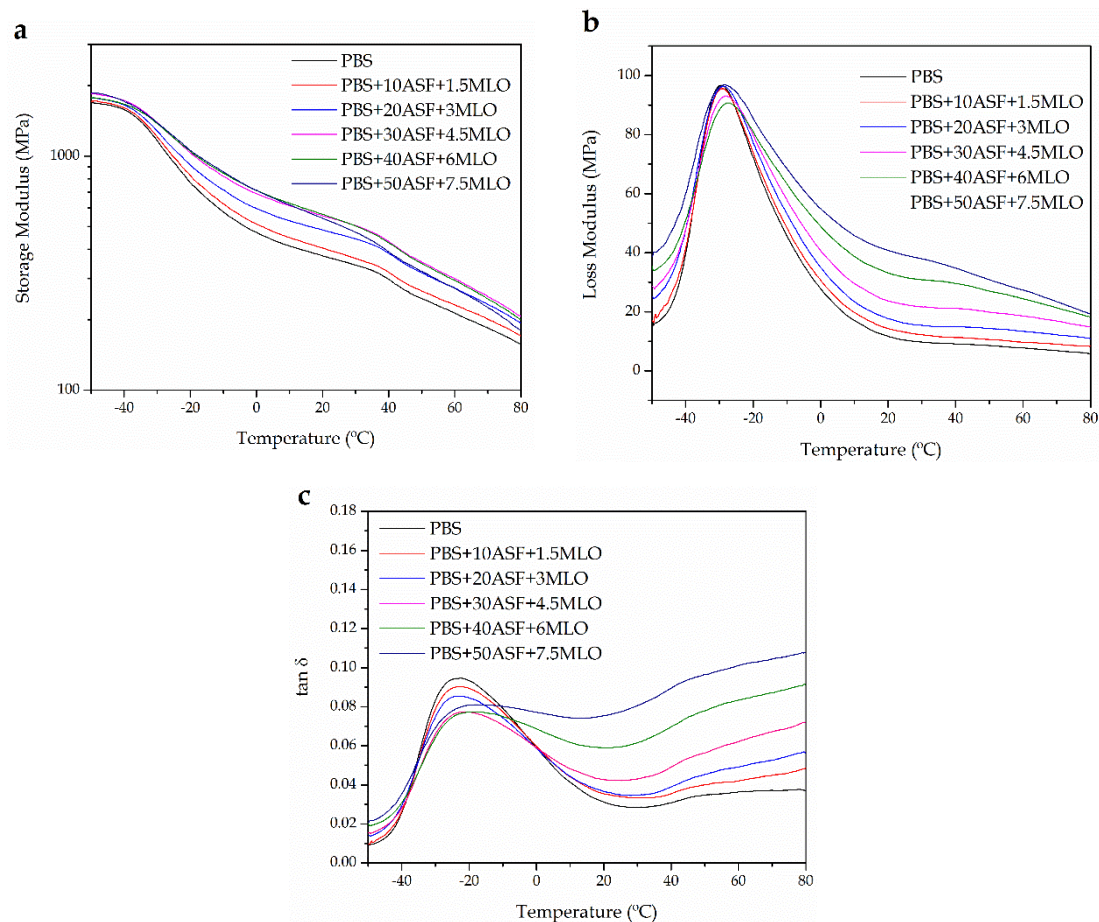 a
PBS
PBS+10ASF+1.5MLO
PBS+20ASF+3MLO
PBS+30ASF+4.5MLO
PBS+40ASF+6MLO
PBS+50ASF+7.5MLO
Storage Modulus (MPa)
1000
100
-40 -20 0 20 40 60 80
Temperature (ºC)
b
PBS
PBS+10ASF+1.5MLO
PBS+20ASF+3MLO
PBS+30ASF+4.5MLO
PBS+40ASF+6MLO
PBS+50ASF+7.5MLO
Loss Modulus (MPa)
100
80
60
40
20
0
-40 -20 0 20 40 60 80
Temperature (ºC)
c
PBS
PBS+10ASF+1.5MLO
PBS+20ASF+3MLO
PBS+30ASF+4.5MLO
PBS+40ASF+6MLO
PBS+50ASF+7.5MLO
tan δ
0.18
0.16
0.14
0.12
0.10
0.08
0.06
0.04
0.02
0.00
-40 -20 0 20 40 60 80
Temperature (ºC)